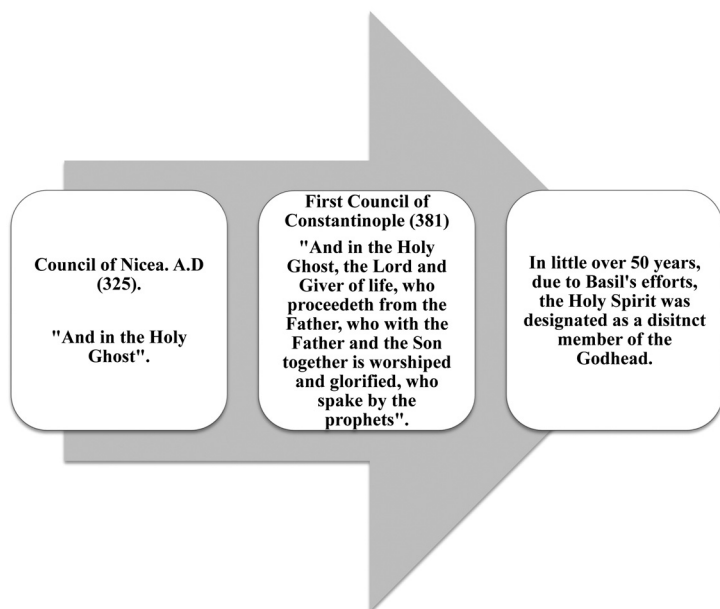 Council of Nicea. A.D
(325).
"And in the Holy
Ghost".
First Council of
Constantinople (381)
"And in the Holy
Ghost, the Lord and
Giver of life, who
proceedeth from the
Father, who with the
Father and the Son
together is worshiped
and glorified, who
spake by the
prophets".
In little over 50 years,
due to Basil's efforts,
the Holy Spirit was
designated as a disitnct
member of the
Godhead.